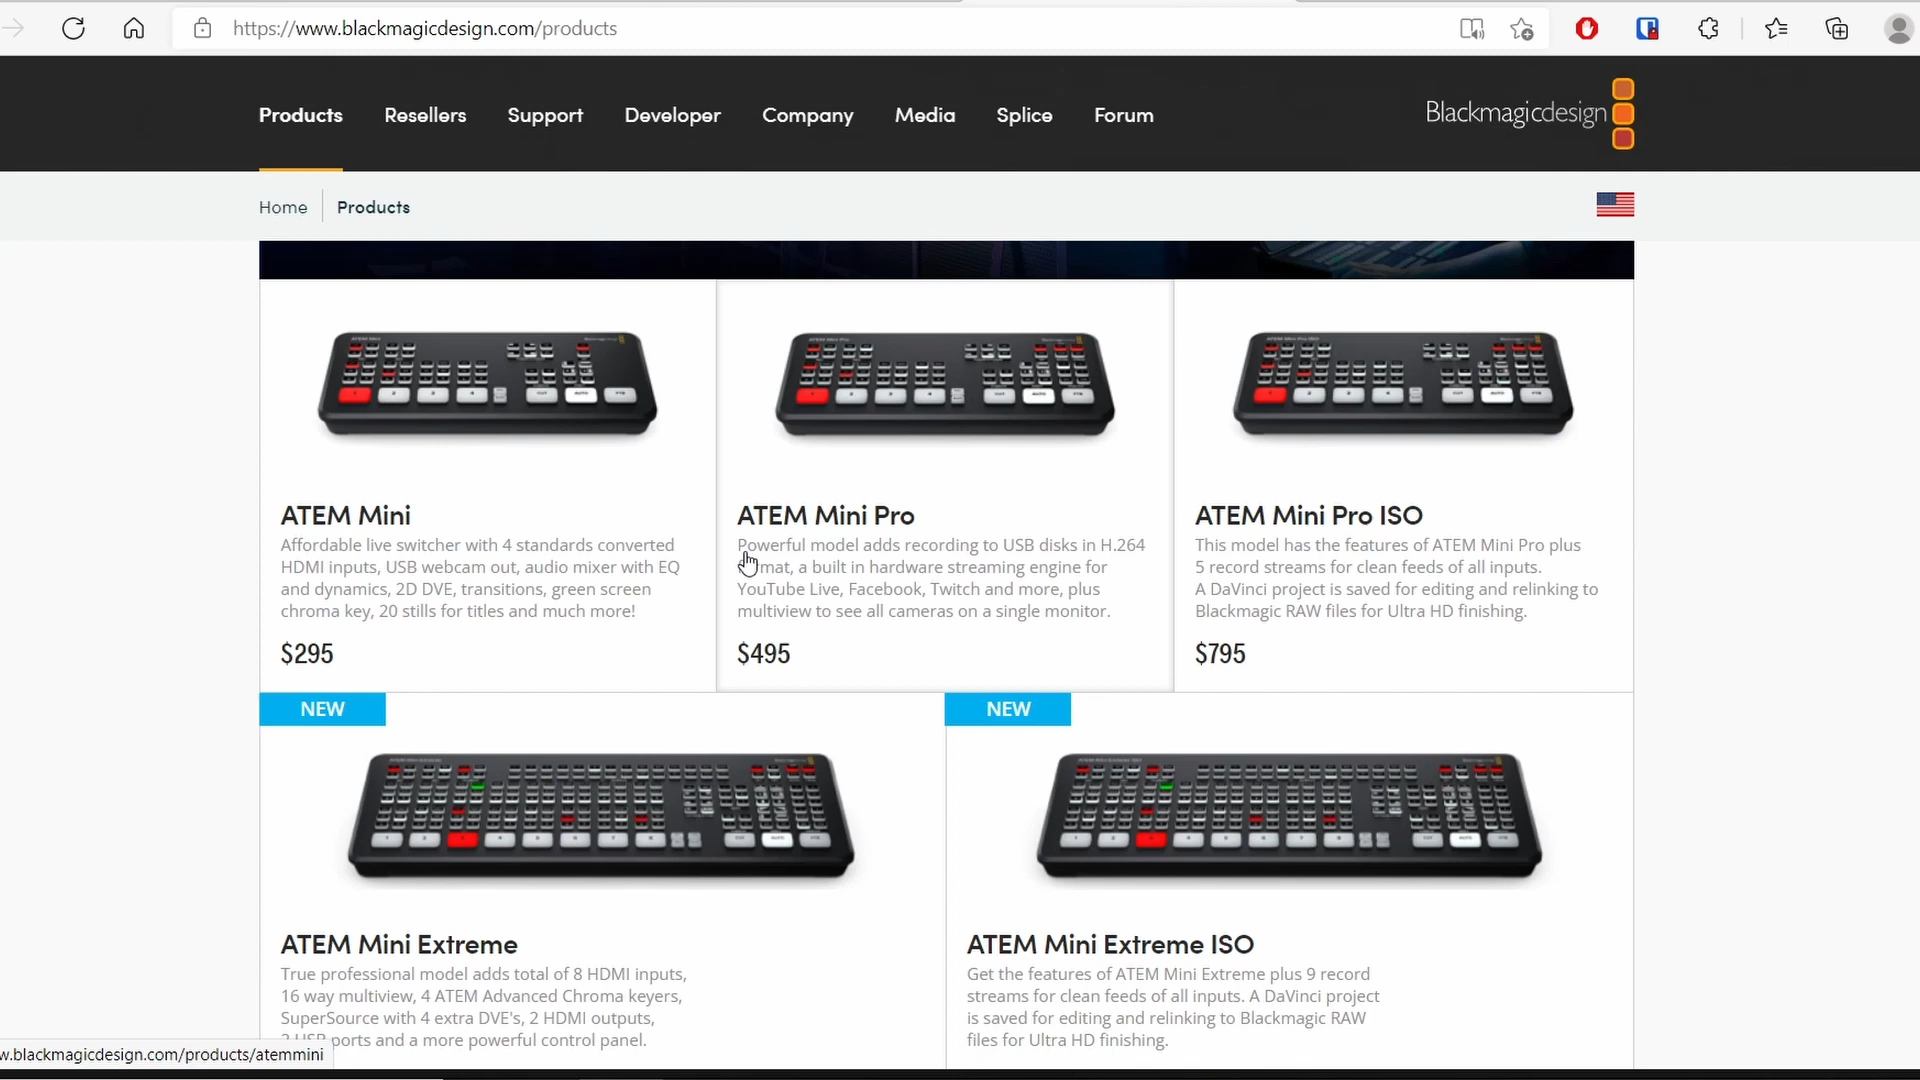 https://www.blackmagicdesign.com/products
Products Resellers Support Developer Company Media Splice Forum
Blackmagicdesign
Home Products
ATEM Mini
Affordable live switcher with 4 standards converted
HDMI inputs, USB webcam out, audio mixer with EQ
and dynamics, 2D DVE, transitions, green screen
chroma key, 20 stills for titles and much more!
$295
ATEM Mini Pro
Powerful model adds recording to USB disks in H.264
format, a built in hardware streaming engine for
YouTube Live, Facebook, Twitch and more, plus
multiview to see all cameras on a single monitor.
$495
ATEM Mini Pro ISO
This model has the features of ATEM Mini Pro plus
5 record streams for clean feeds of all inputs.
A DaVinci project is saved for editing and relinking to
Blackmagic RAW files for Ultra HD finishing.
$795
NEW
ATEM Mini Extreme
True professional model adds total of 8 HDMI inputs,
16 way multiview, 4 ATEM Advanced Chroma keyers,
SuperSource with 4 extra DVE's, 2 HDMI outputs,
2 USB ports and a more powerful control panel.
NEW
ATEM Mini Extreme ISO
Get the features of ATEM Mini Extreme plus 9 record
streams for clean feeds of all inputs. A DaVinci project
is saved for editing and relinking to Blackmagic RAW
files for Ultra HD finishing.
w.blackmagicdesign.com/products/atemmini